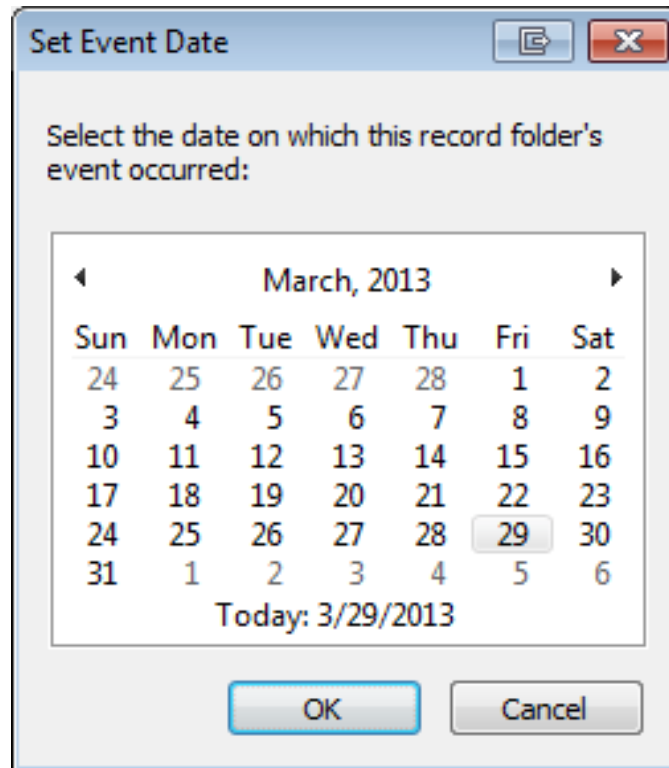 Set Event Date
Select the date on which this record folder's
event occurred:
March, 2013
Sun Mon Tue Wed Thu Fri Sat
24 25 26 27 28 1 2
3 4 5 6 7 8 9
10 11 12 13 14 15 16
17 18 19 20 21 22 23
24 25 26 27 28 29 30
31 1 2 3 4 5 6
Today: 3/29/2013
OK Cancel